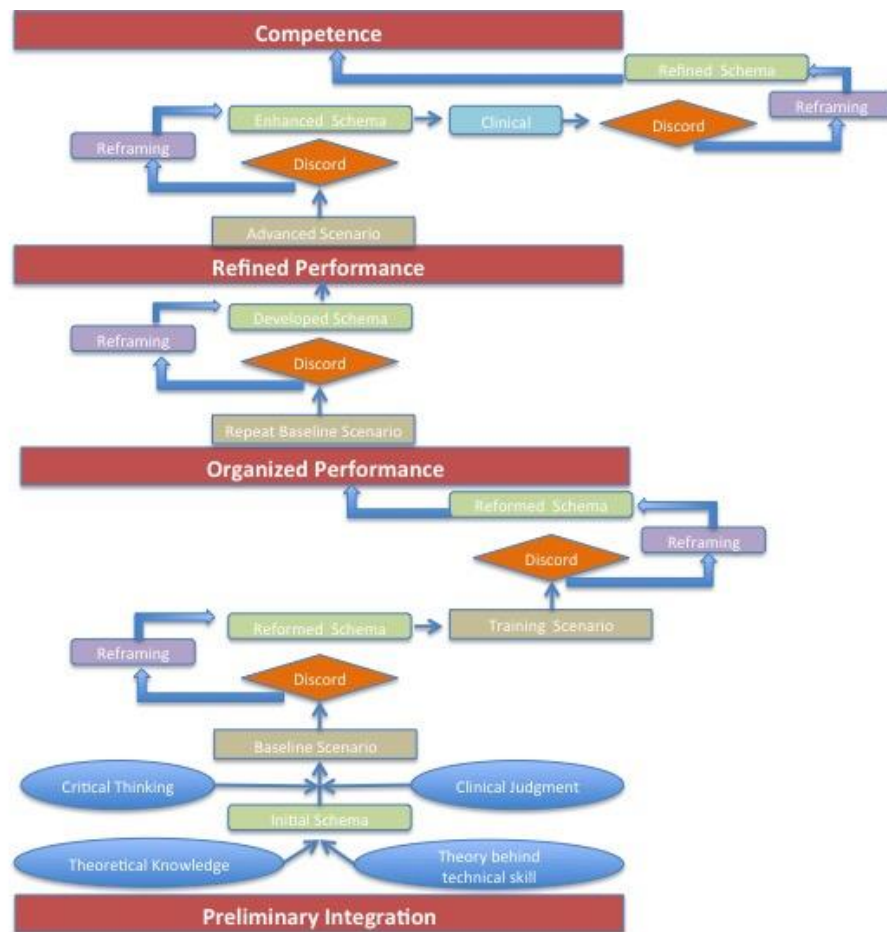 Competence
Refined Schema
Reframing
Enhanced Schema
Clinical
Discord
Reframing
Discord
Advanced Scenario
Refined Performance
Developed Schema
Reframing
Discord
Repeat Baseline Scenario
Organized Performance
Reformed Schema
Reframing
Discord
Reformed Schema
Training Scenario
Reframing
Discord
Baseline Scenario
Critical Thinking
Clinical Judgment
Initial Schema
Theoretical Knowledge
Theory behind
technical skill
Preliminary Integration